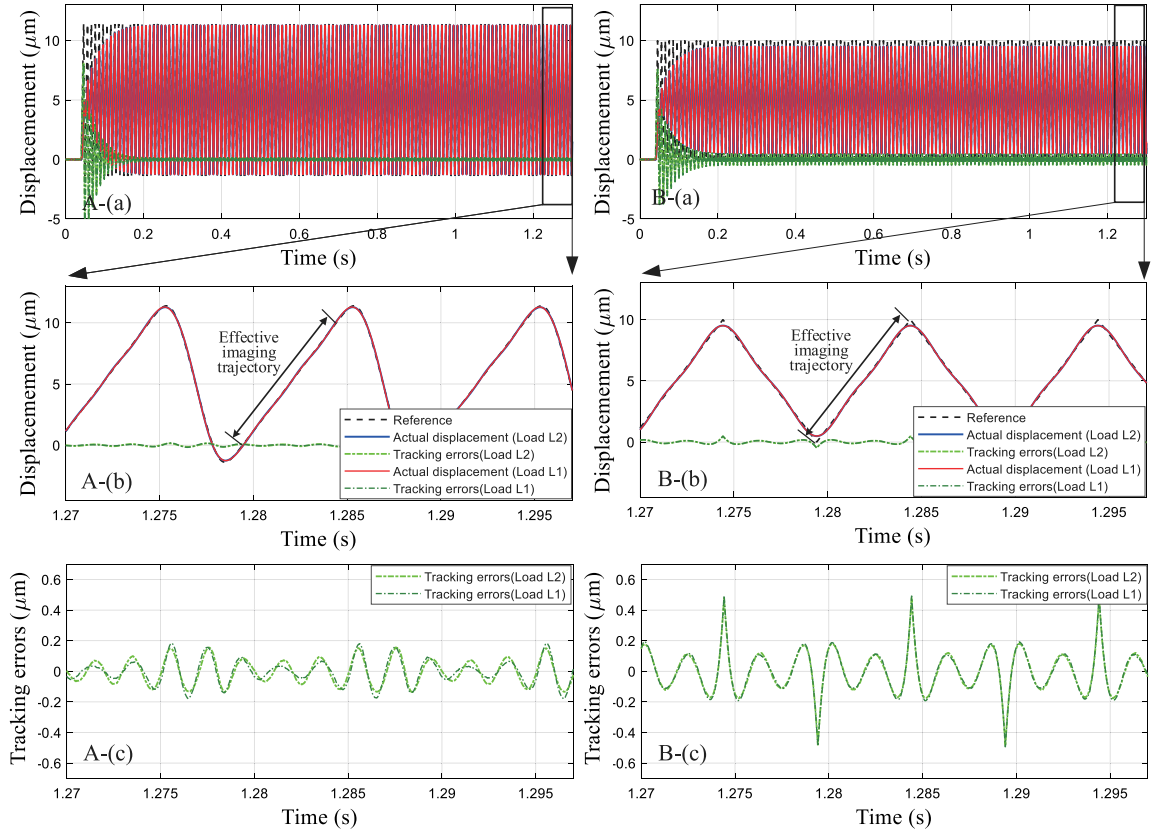 Displacemement (μm)
10
5
0
-5
A-(a)
0
0.2
0.4
0.6
0.8
1
1.2
Time (s)
Displacemement (μm)
10
5
0
-5
B-(a)
0
0.2
0.4
0.6
0.8
1
1.2
Time (s)
Displacement (μm)
10
5
0
Effective
imaging
trajectory
Reference
Actual displacement (Load L2)
Tracking errors(Load L2)
Actual displacement (Load L1)
Tracking errors(Load L1)
A-(b)
1.27
1.275
1.28
1.285
1.29
1.295
Time (s)
Displacement (μm)
10
5
0
Effective
imaging
trajectory
Reference
Actual displacement (Load L2)
Tracking errors(Load L2)
Actual displacement (Load L1)
Tracking errors(Load L1)
B-(b)
1.27
1.275
1.28
1.285
1.29
1.295
Time (s)
Tracking errors (μm)
0.6
0.4
0.2
0
-0.2
-0.4
-0.6
Tracking errors(Load L2)
Tracking errors(Load L1)
A-(c)
1.27
1.275
1.28
1.285
1.29
1.295
Time (s)
Tracking errors (μm)
0.6
0.4
0.2
0
-0.2
-0.4
-0.6
Tracking errors(Load L2)
Tracking errors(Load L1)
B-(c)
1.27
1.275
1.28
1.285
1.29
1.295
Time (s)